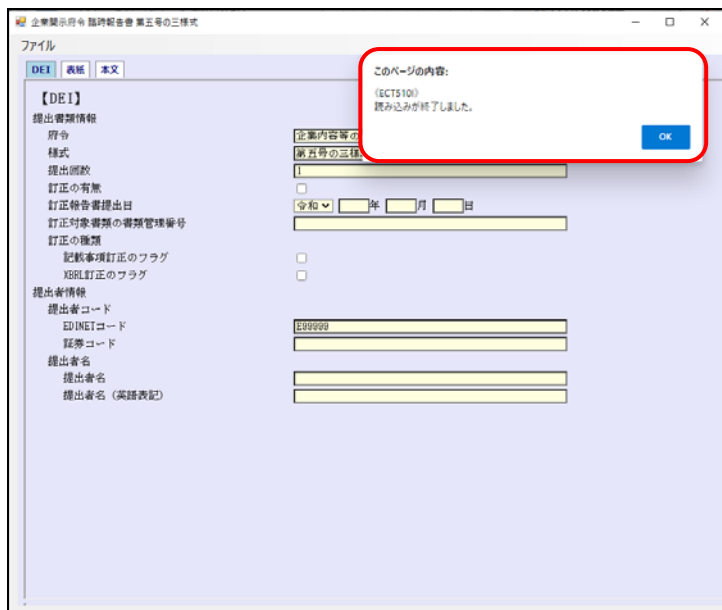 企業開示府令 臨時報告書 第五号の三様式
ファイル
DEI 表紙 本文
このページの内容:
《ECT510I》
読み込みが終了しました。
OK
【DEI】
提出書類情報
府令 企業内容等の
様式 第五号の三様
提出回数 1
訂正の有無
訂正報告書提出日 令和 年 月 日
訂正対象書類の書類管理番号
訂正の種類
記載事項訂正のフラグ
XBRL訂正のフラグ
提出者情報
提出者コード
EDINETコード E99999
証券コード
提出者名
提出者名
提出者名（英語表記）